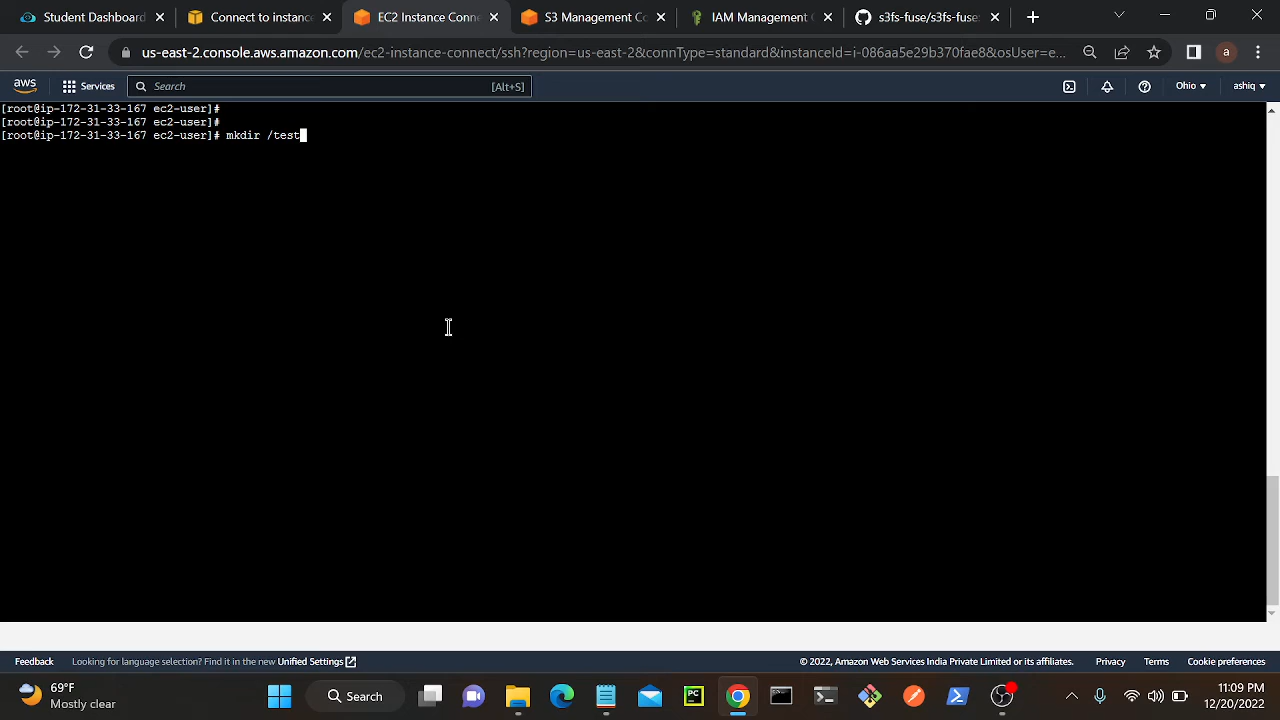 Student Dashboard
Connect to instance
EC2 Instance Conne
S3 Management Co
IAM Management C
s3fs-fuse/s3fs-fuse:
us-east-2.console.aws.amazon.com/ec2-instance-connect/ssh?region=us-east-2&connType=standard&instanceId=i-086aa5e29b370fae8&osUser=e...
a
aws
Services
Search
[Alt+S]
Ohio
ashiq
[root@ip-172-31-33-167 ec2-user]#
[root@ip-172-31-33-167 ec2-user]#
[root@ip-172-31-33-167 ec2-user]# mkdir /test
Feedback
Looking for language selection? Find it in the new Unified Settings
© 2022, Amazon Web Services India Private Limited or its affiliates.
Privacy
Terms
Cookie preferences
69°F
Mostly clear
Search
PC
11:09 PM
12/20/2022